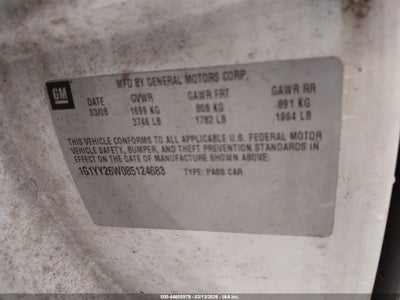 GM
MFD BY GENERAL MOTORS CORP.
DATE GVWR GAWR FRT GAWR RR
03/08 1699 KG 808 KG 891 KG
3746 LB 1782 LB 1964 LB
THIS VEHICLE CONFORMS TO ALL APPLICABLE U.S. FEDERAL MOTOR
VEHICLE SAFETY, BUMPER, AND THEFT PREVENTION STANDARDS IN
EFFECT ON THE DATE OF MANUFACTURE SHOWN ABOVE.
1G1YY26W085124683 TYPE: PASS CAR
000-44605979 - 03/13/2026 - IAA, Inc.